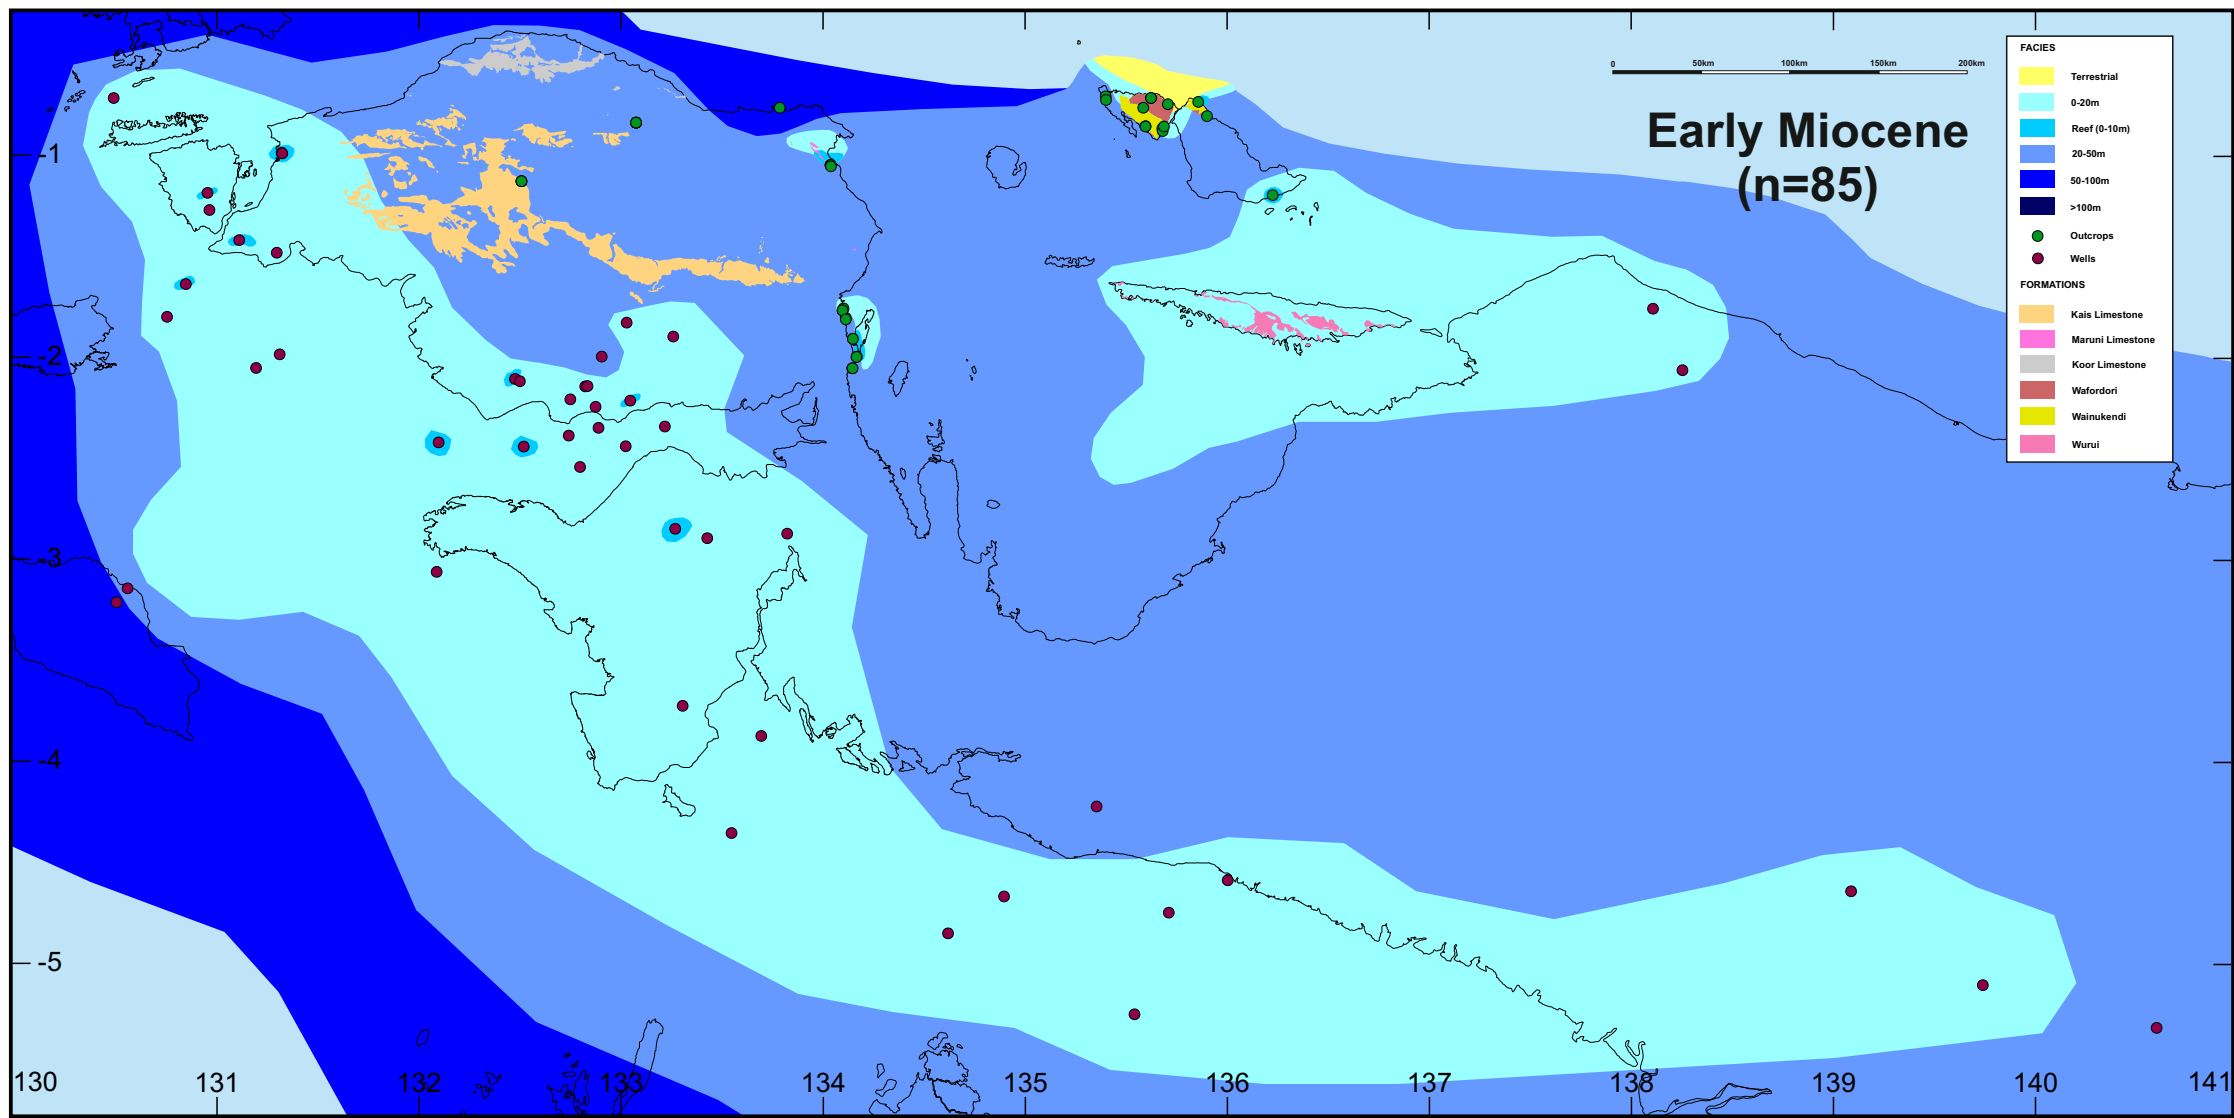 FACIES
Terrestrial
0-20m
Reef (0-10m)
20-50m
50-100m
>100m
Outcrops
Wells
FORMATIONS
Kais Limestone
Maruni Limestone
Koor Limestone
Wafordori
Wainukendi
Wurui
0 50km 100km 150km 200km
Early Miocene
(n=85)
-1
-2
-3
-4
-5
130 131 132 133 134 135 136 137 138 139 140 141